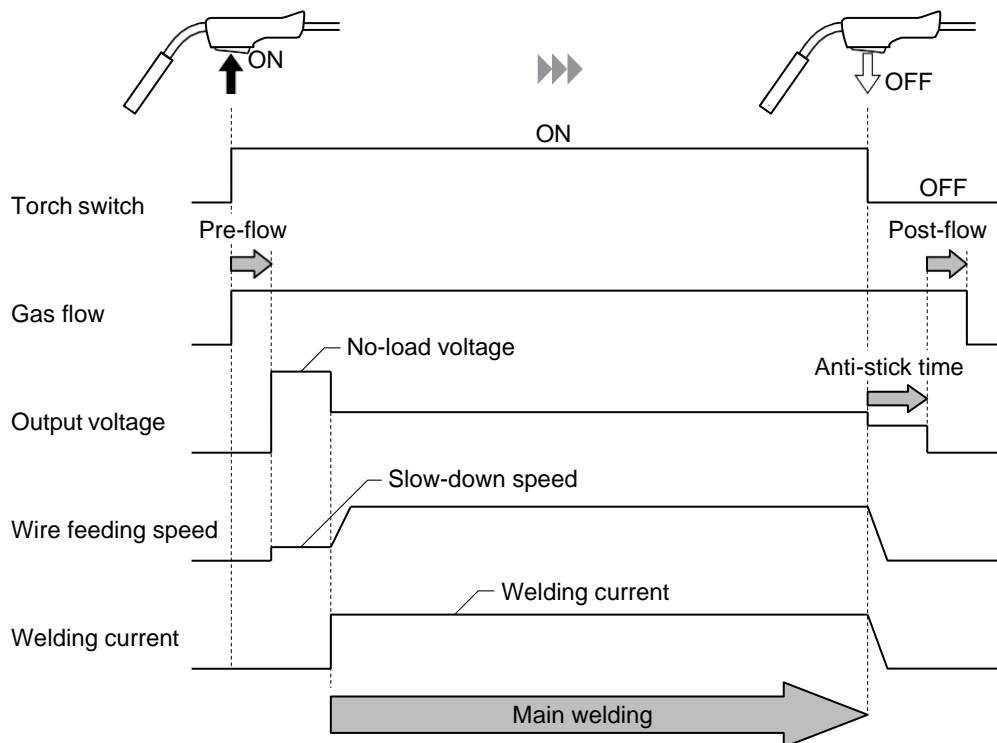 ON
OFF
ON
Torch switch
OFF
Pre-flow
Post-flow
Gas flow
No-load voltage
Anti-stick time
Output voltage
Slow-down speed
Wire feeding speed
Welding current
Welding current
Main welding